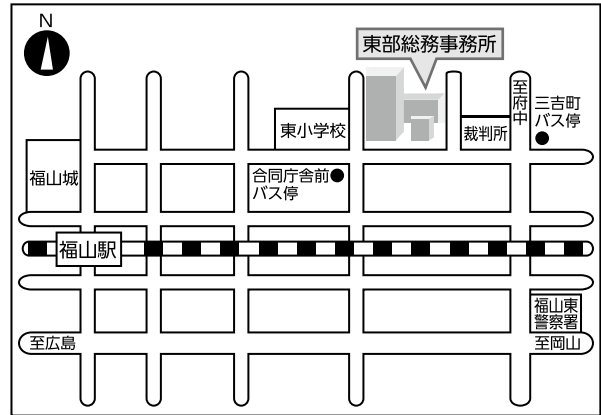 N
東部総務事務所
至府中
三吉町
バス停
東小学校
裁判所
福山城
合同庁舎前
バス停
福山駅
福山東
警察署
至広島
至岡山